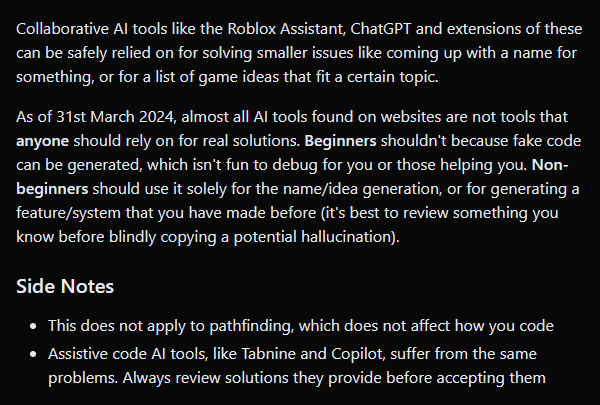 Collaborative AI tools like the Roblox Assistant, ChatGPT and extensions of these
can be safely relied on for solving smaller issues like coming up with a name for
something, or for a list of game ideas that fit a certain topic.
As of 31st March 2024, almost all AI tools found on websites are not tools that
anyone should rely on for real solutions. Beginners shouldn't because fake code
can be generated, which isn't fun to debug for you or those helping you. Non-
beginners should use it solely for the name/idea generation, or for generating a
feature/system that you have made before (it's best to review something you
know before blindly copying a potential hallucination).
Side Notes
• This does not apply to pathfinding, which does not affect how you code
• Assistive code AI tools, like Tabnine and Copilot, suffer from the same
problems. Always review solutions they provide before accepting them